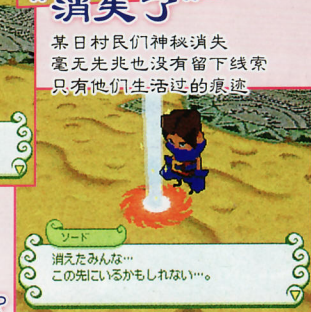 "消失了"
某日村民们神秘消失
毫无先兆也没有留下线索
只有他们生活过的痕迹
ソード
消えたみんな…
この先にいるかもしれない…。